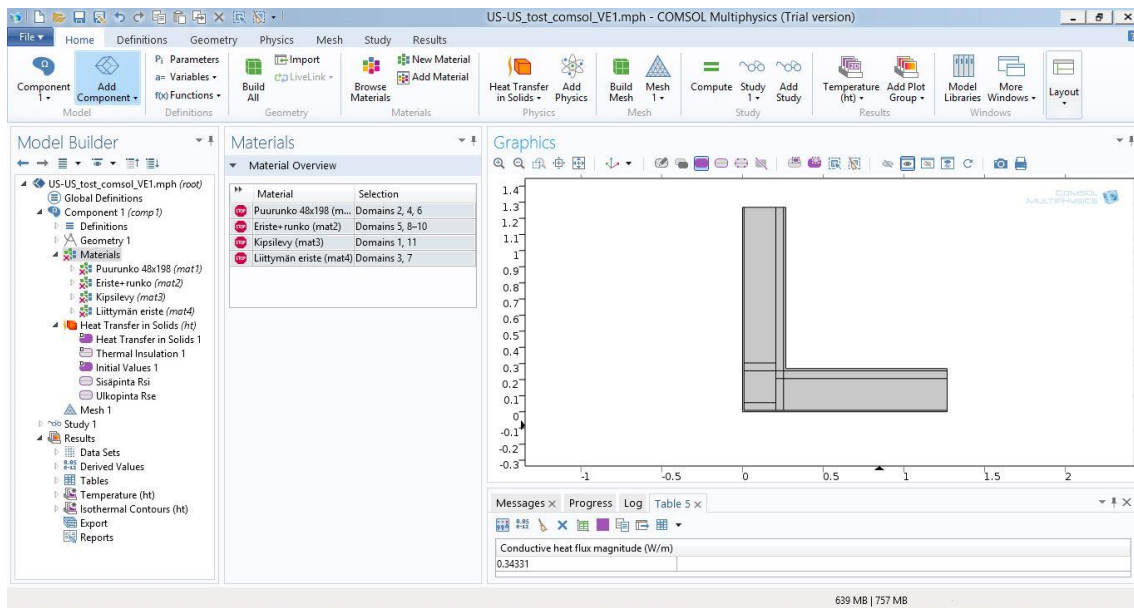 US-US_tost_comsol_VE1.mph - COMSOL Multiphysics (Trial version)
File Home Definitions Geometry Physics Mesh Study Results
Component 1
Add Component
Model
Pi Parameters
a= Variables
f(x) Functions
Definitions
Build All
Import
LiveLink
Geometry
Browse Materials
New Material
Add Material
Materials
Heat Transfer in Solids
Add Physics
Physics
Build Mesh
Mesh 1
Mesh
Compute
Study 1
Add Study
Study
Temperature (ht)
Add Plot Group
Results
Model Libraries
More Windows
Windows
Layout
Model Builder
US-US_tost_comsol_VE1.mph (root)
Global Definitions
Component 1 (comp1)
Definitions
Geometry 1
Materials
Puurunko 48x198 (mat1)
Eriste+runko (mat2)
Kipsilevy (mat3)
Liittymän eriste (mat4)
Heat Transfer in Solids (ht)
Heat Transfer in Solids 1
Thermal Insulation 1
Initial Values 1
Sisäpinta Rsi
Ulkopinta Rse
Mesh 1
Study 1
Results
Data Sets
Derived Values
Tables
Temperature (ht)
Isothermal Contours (ht)
Export
Reports
Materials
Material Overview
Material Selection
Puurunko 48x198 (m... Domains 2, 4, 6
Eriste+runko (mat2) Domains 5, 8–10
Kipsilevy (mat3) Domains 1, 11
Liittymän eriste (mat4) Domains 3, 7
Graphics
COMSOL
MULTIPHYSICS
1.4
1.3
1.2
1.1
1
0.9
0.8
0.7
0.6
0.5
0.4
0.3
0.2
0.1
0
-0.1
-0.2
-0.3
-1 -0.5 0 0.5 1 1.5 2
Messages Progress Log Table 5
Conductive heat flux magnitude (W/m)
0.34331
639 MB | 757 MB